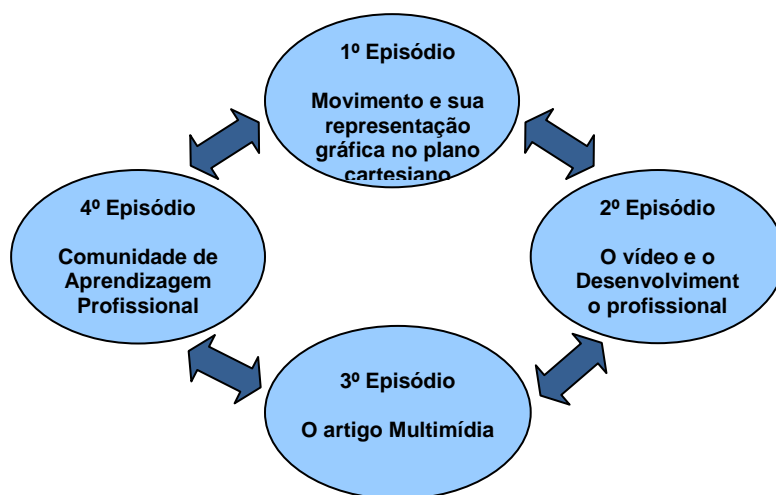 1º Episódio
Movimento e sua
representação
gráfica no plano
cartesiano
4º Episódio
Comunidade de
Aprendizagem
Profissional
2º Episódio
O vídeo e o
Desenvolviment
o profissional
3º Episódio
O artigo Multimídia